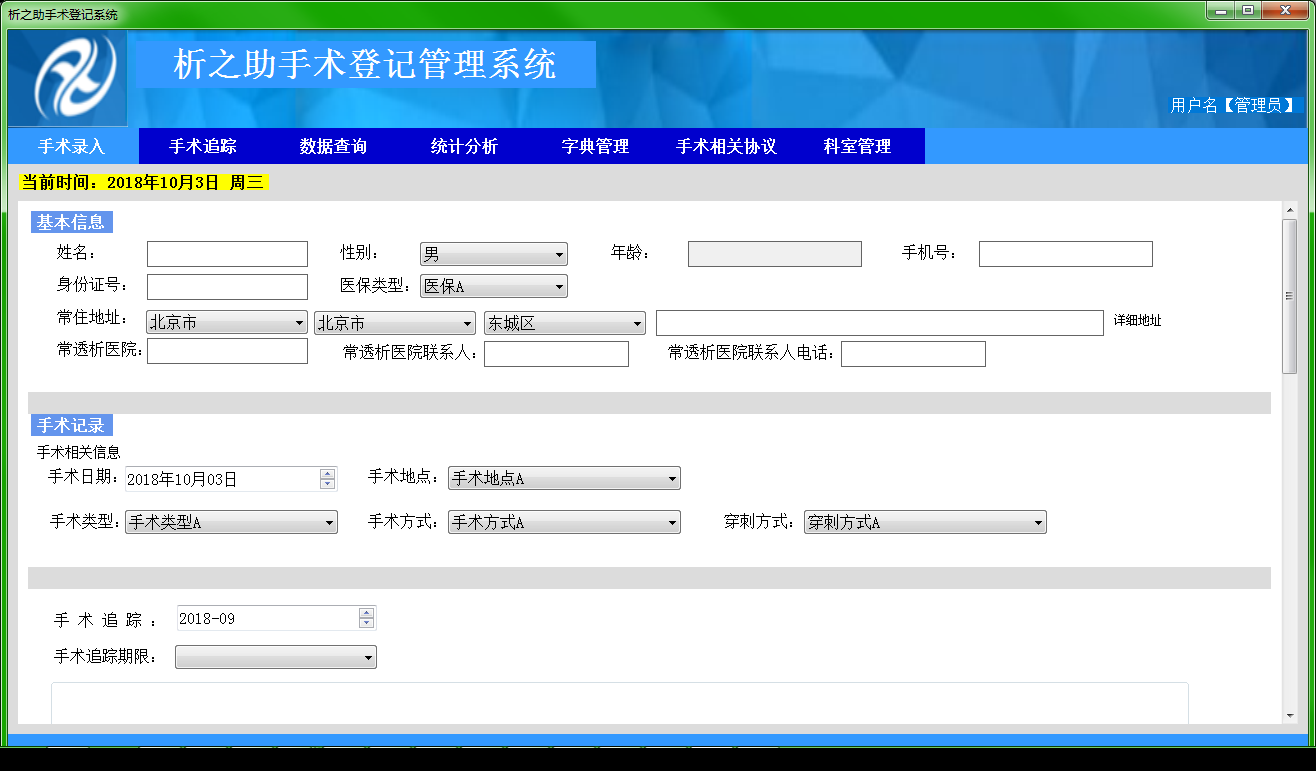 析之助手术登记系统
析之助手术登记管理系统
用户名【管理员】
手术录入 手术追踪 数据查询 统计分析 字典管理 手术相关协议 科室管理
当前时间：2018年10月3日 周三
基本信息
姓名： 性别： 男 年龄： 手机号：
身份证号： 医保类型： 医保A
常住地址： 北京市 北京市 东城区 详细地址
常透析医院： 常透析医院联系人： 常透析医院联系人电话：
手术记录
手术相关信息
手术日期： 2018年10月03日 手术地点： 手术地点A
手术类型： 手术类型A 手术方式： 手术方式A 穿刺方式： 穿刺方式A
手 术 追 踪 ： 2018-09
手术追踪期限：